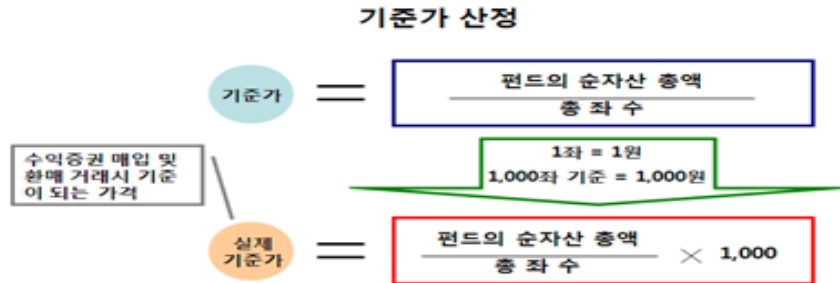 기준가 산정
기준가
=
펀드의 순자산 총액
총 좌 수
1좌 = 1원
1,000좌 기준 = 1,000원
수익증권 매입 및
환매 거래시 기준
이 되는 가격
실제
기준가
=
펀드의 순자산 총액
총 좌 수
× 1,000